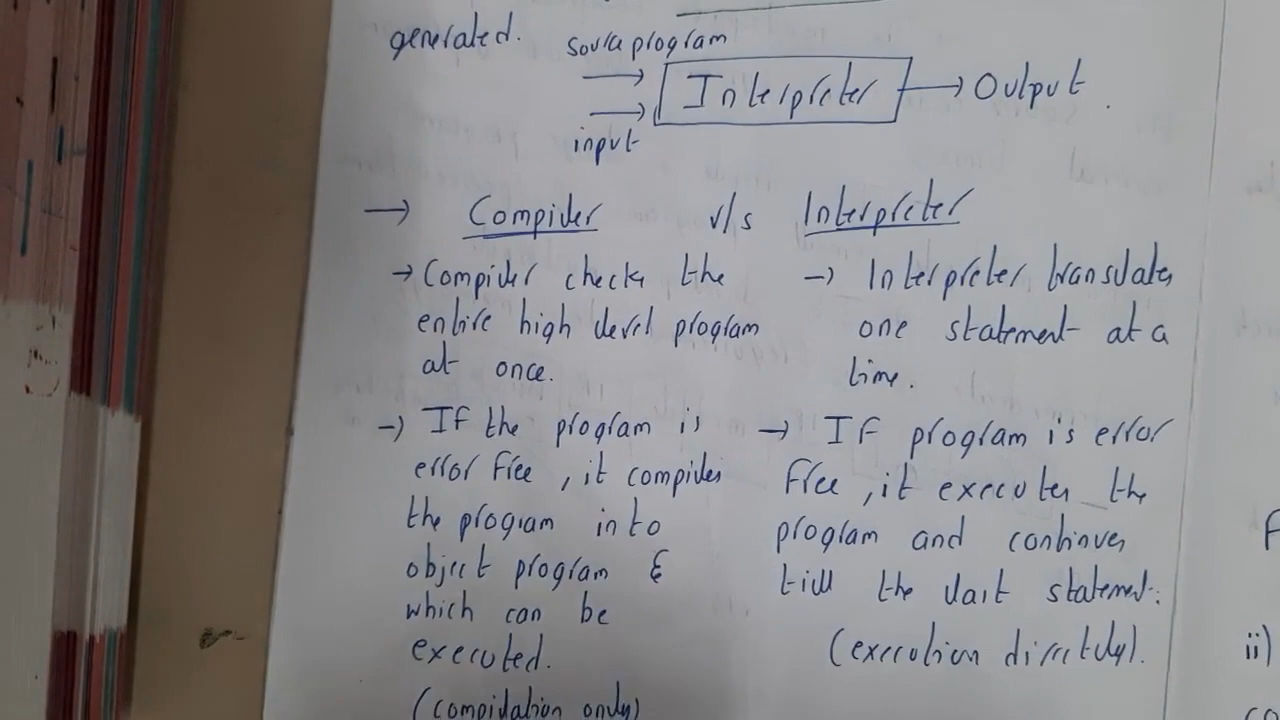 generated.
source program
Interpreter
Output.
input
→ Compiler v/s Interpreter
→ Compiler checks the
entire high level program
at once.
→ Interpreter translates
one statement at a
time.
→ If the program is
error free, it compiles
the program into
object program &
which can be
executed.
(compilation only)
→ If program is error
free, it executes the
program and continues
till the last statement.
(execution directly).
ii)